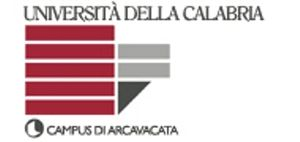 UNIVERSITÀ DELLA CALABRIA
CAMPUS DI ARCAVACATA